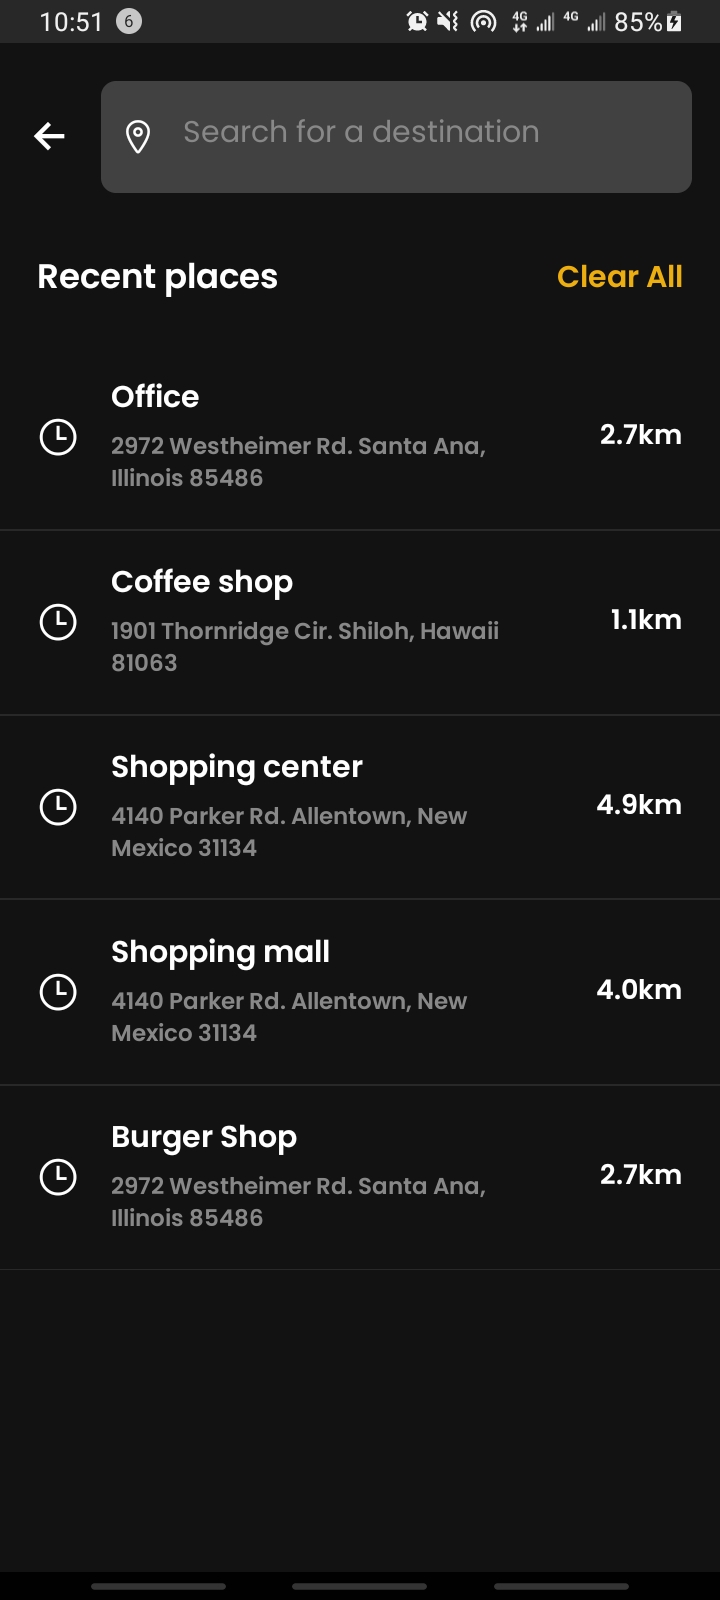 10:51 6 4G 4G 85%
Search for a destination
Recent places Clear All
Office
2972 Westheimer Rd. Santa Ana,
Illinois 85486
2.7km
Coffee shop
1901 Thornridge Cir. Shiloh, Hawaii
81063
1.1km
Shopping center
4140 Parker Rd. Allentown, New
Mexico 31134
4.9km
Shopping mall
4140 Parker Rd. Allentown, New
Mexico 31134
4.0km
Burger Shop
2972 Westheimer Rd. Santa Ana,
Illinois 85486
2.7km